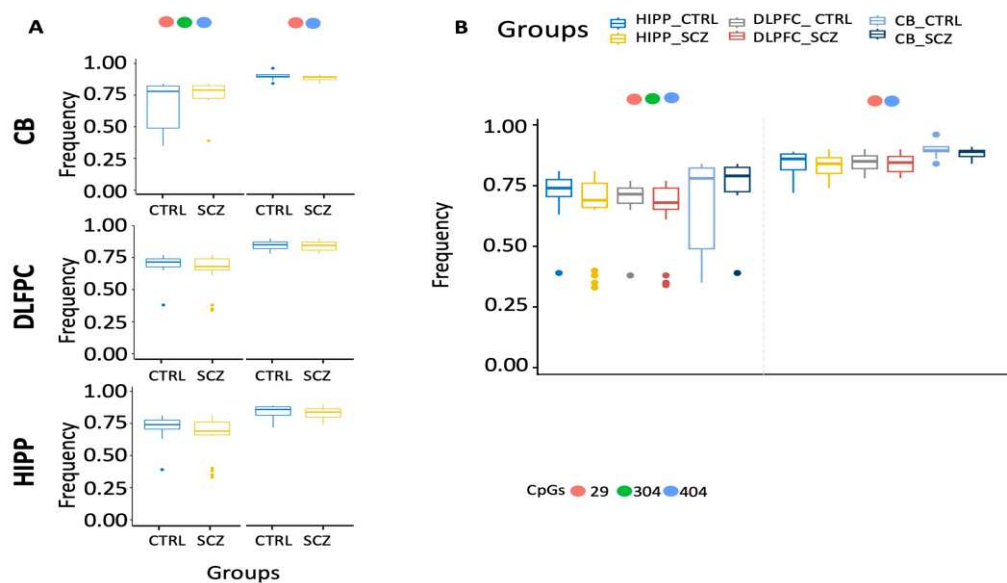 A
CB
Frequency
1.00
0.75
0.50
0.25
0.00
CTRL SCZ CTRL SCZ
DLFPC
Frequency
1.00
0.75
0.50
0.25
0.00
CTRL SCZ CTRL SCZ
HIPP
Frequency
1.00
0.75
0.50
0.25
0.00
CTRL SCZ CTRL SCZ
Groups
B
Groups HIPP_CTRL DLPFC_CTRL CB_CTRL
HIPP_SCZ DLPFC_SCZ CB_SCZ
Frequency
1.00
0.75
0.50
0.25
0.00
CpGs 29 304 404